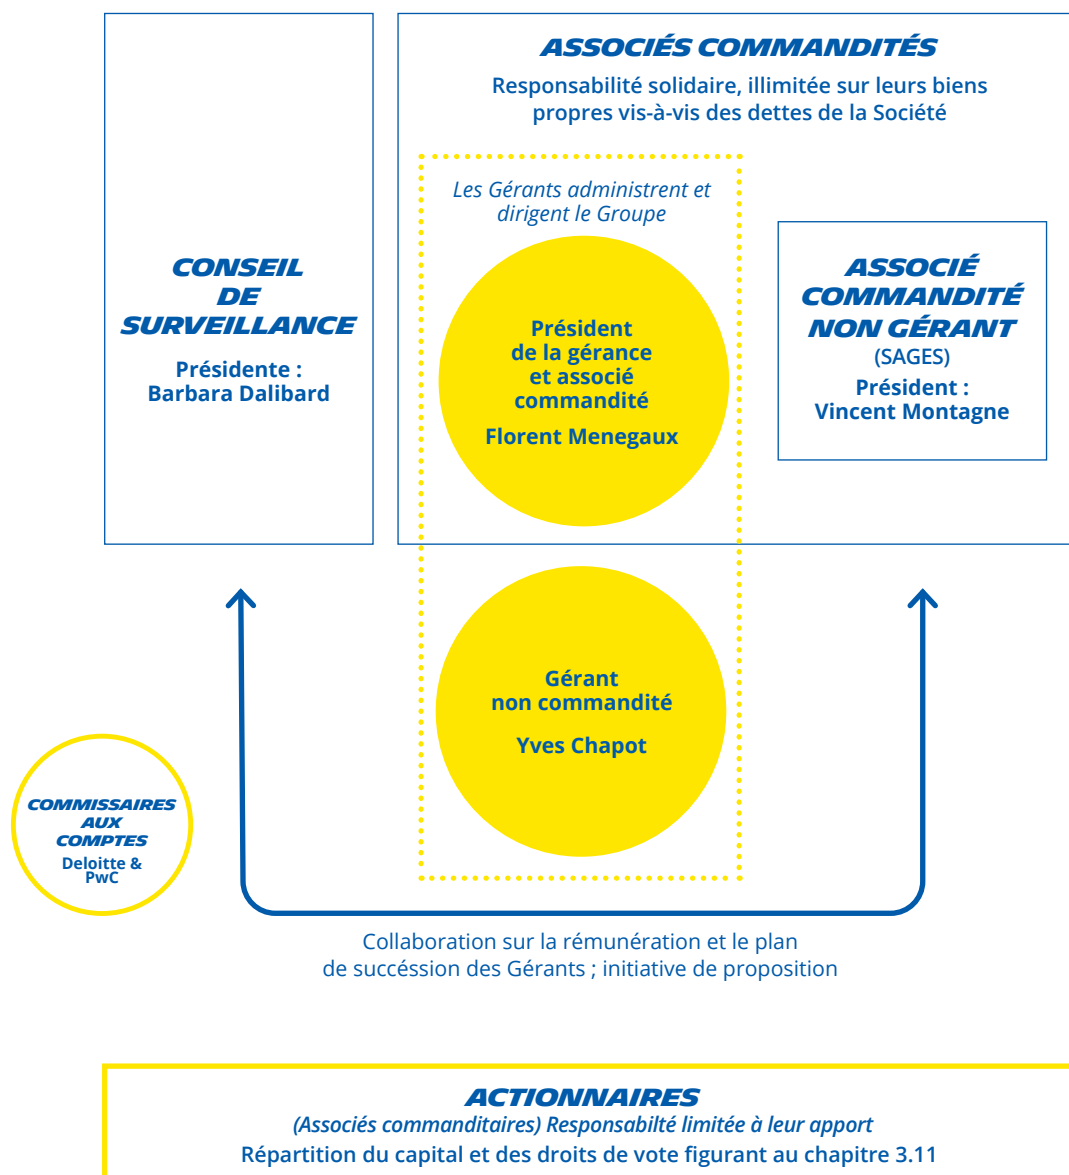 CONSEIL
DE
SURVEILLANCE
Présidente :
Barbara Dalibard
ASSOCIÉS COMMANDITÉS
Responsabilité solidaire, illimitée sur leurs biens
propres vis-à-vis des dettes de la Société
Les Gérants administrent et
dirigent le Groupe
Président
de la gérance
et associé
commandité
Florent Menegaux
ASSOCIÉ
COMMANDITÉ
NON GÉRANT
(SAGES)
Président :
Vincent Montagne
Gérant
non commandité
Yves Chapot
COMMISSAIRES
AUX
COMPTES
Deloitte &
PwC
Collaboration sur la rémunération et le plan
de succéssion des Gérants ; initiative de proposition
ACTIONNAIRES
(Associés commanditaires) Responsabilté limitée à leur apport
Répartition du capital et des droits de vote figurant au chapitre 3.11